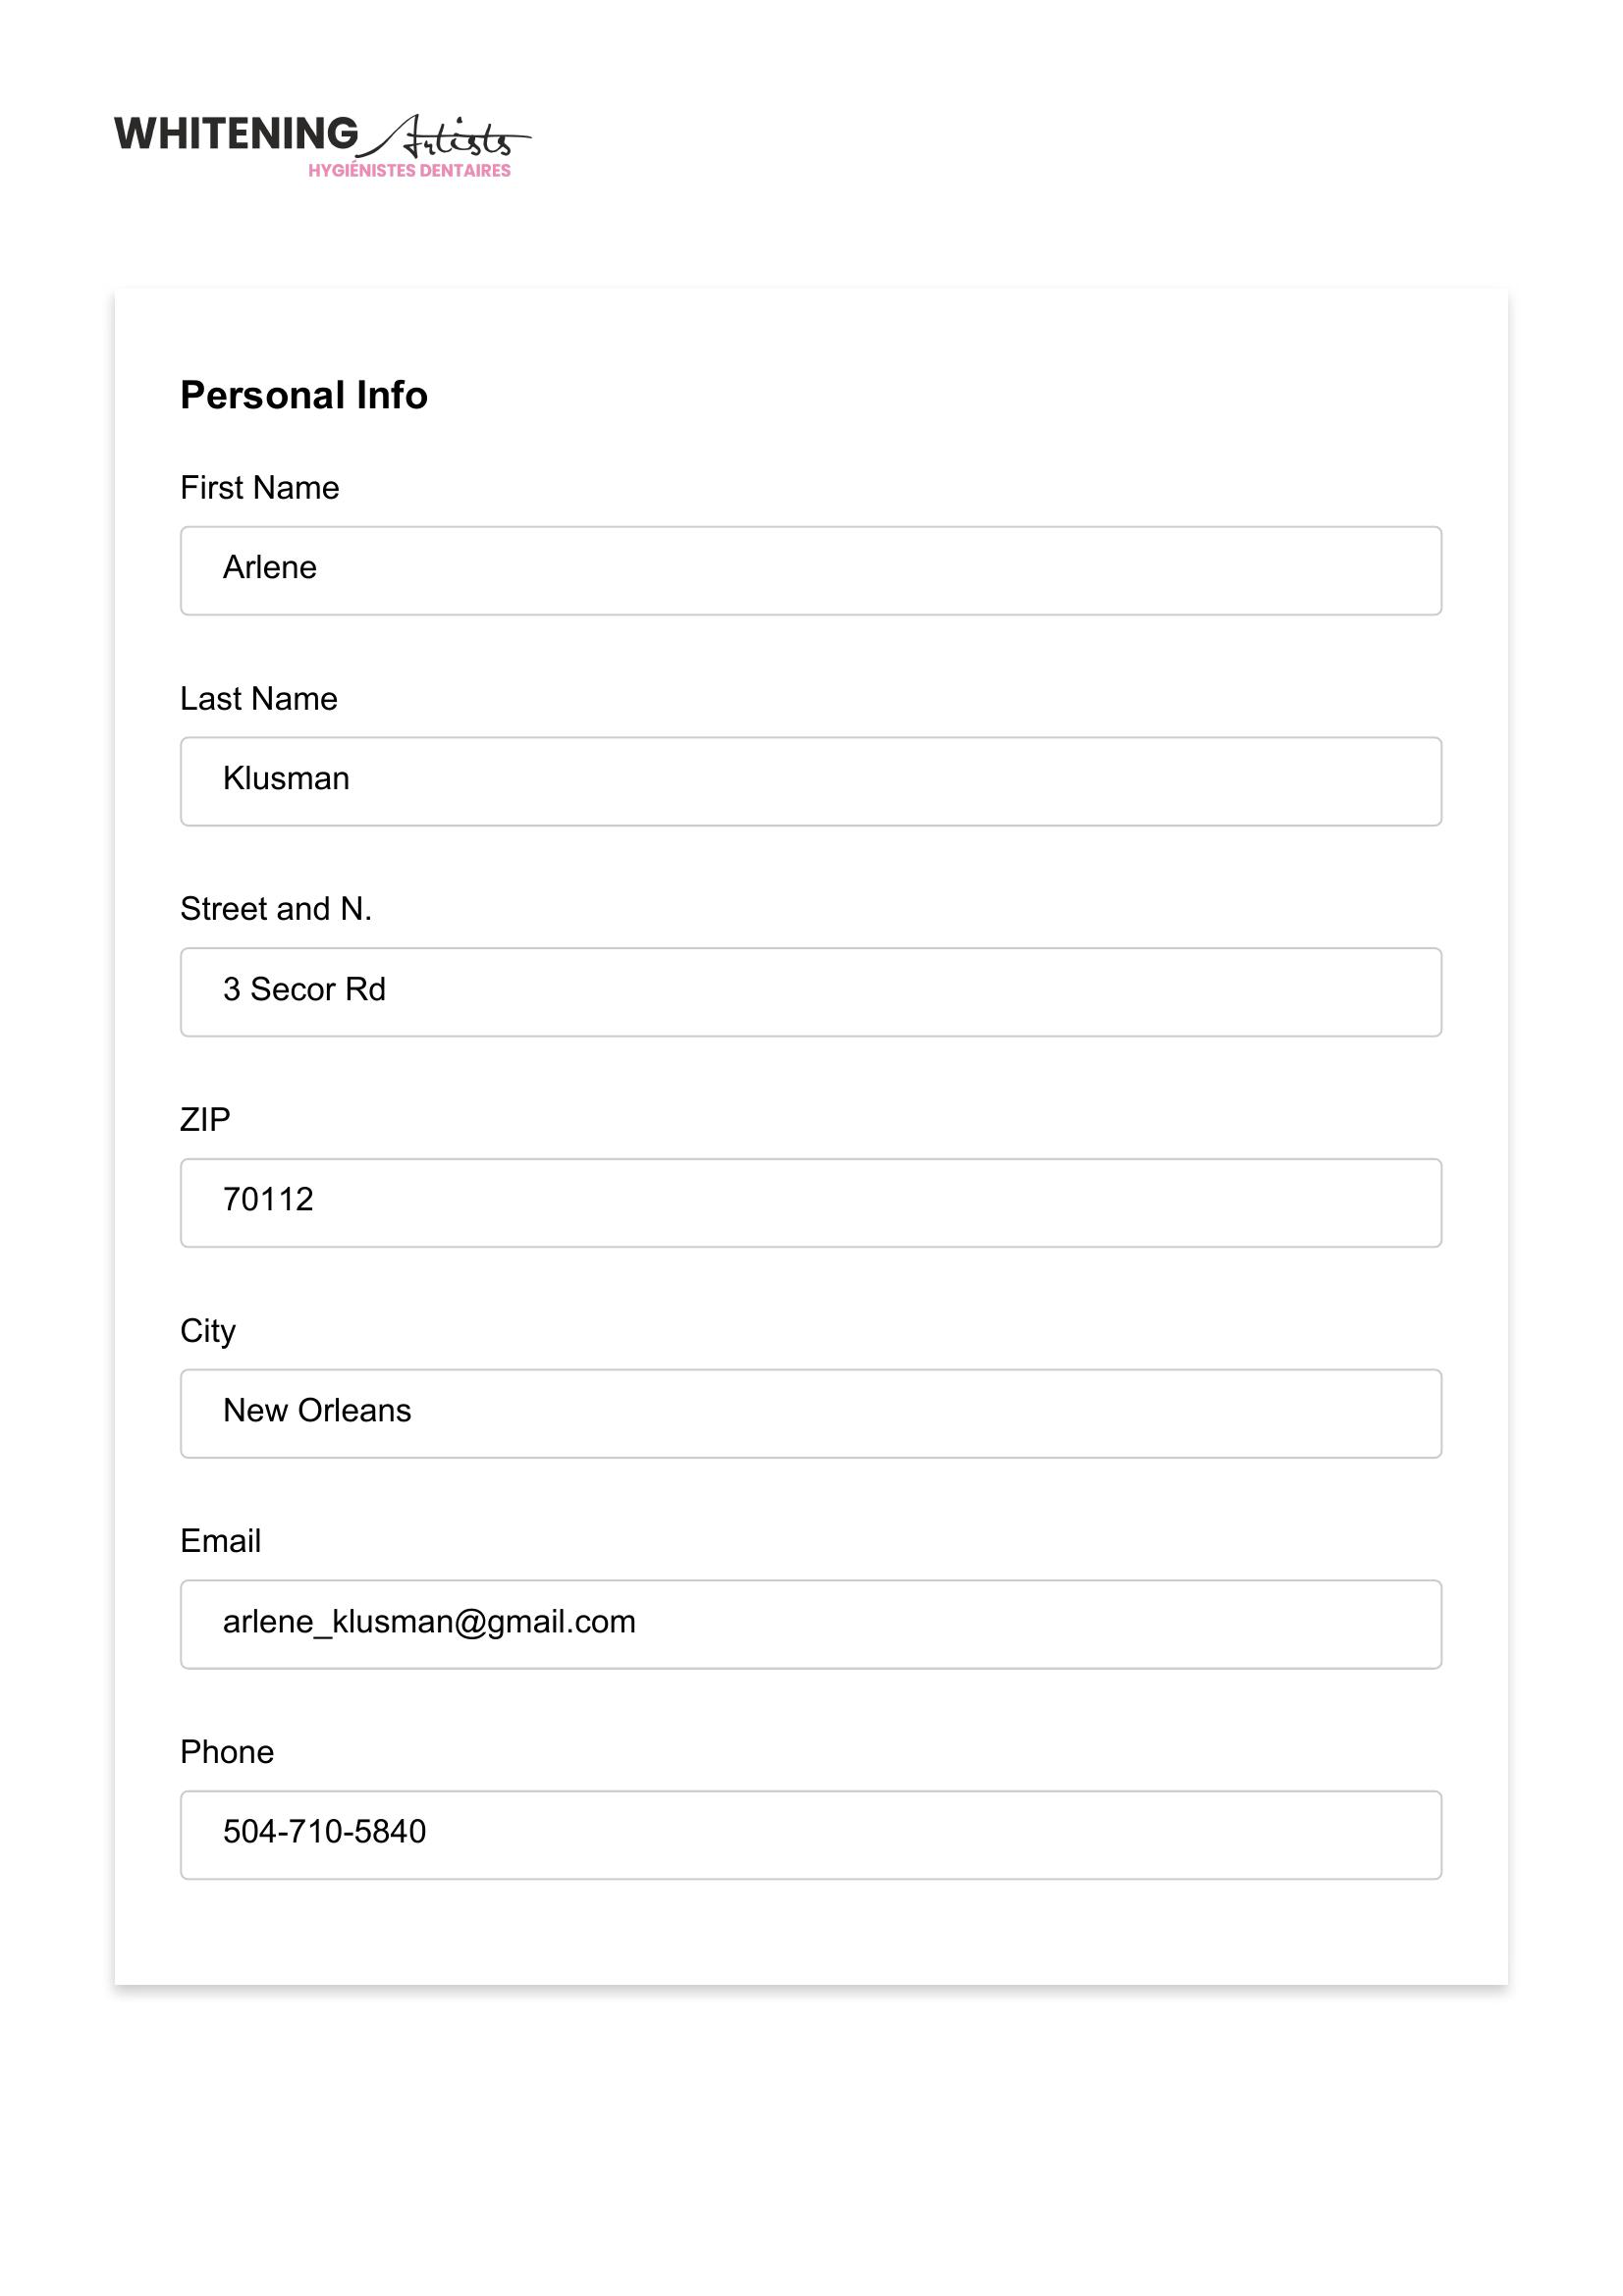 WHITENING Artists
HYGIÉNISTES DENTAIRES
Personal Info
First Name
Arlene
Last Name
Klusman
Street and N.
3 Secor Rd
ZIP
70112
City
New Orleans
Email
arlene_klusman@gmail.com
Phone
504-710-5840